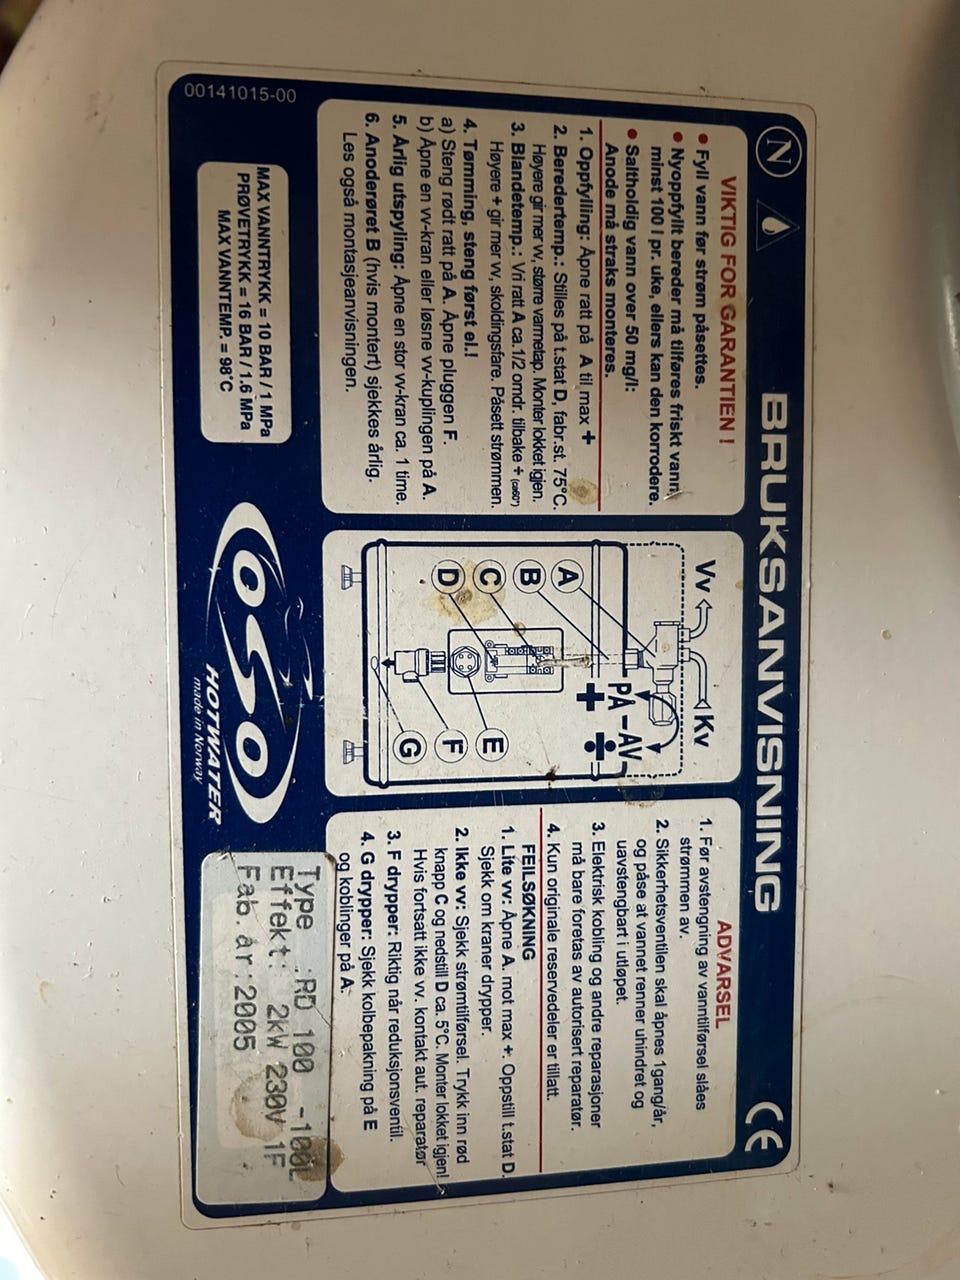 N
BRUKSANVISNING
CE
VIKTIG FOR GARANTIEN !
• Fyll vann før strøm påsettes.
• Nyoppfylt bereder må tilføres friskt vann
minst 100 l pr. uke, ellers kan den korrodere.
• Saltholdig vann over 50 mg/l:
Anode må straks monteres.
1. Oppfylling: Åpne ratt på A til max +
2. Beredertemp.: Stilles på t.stat D, fabr.st. 75°C.
Høyere gir mer vv, større varmetap. Monter lokket igjen.
3. Blandetemp.: Vri ratt A ca.1/2 omdr. tilbake ÷ (ca60°)
Høyere + gir mer vv, skoldingsfare. Påsett strømmen.
4. Tømming, steng først el.!
a) Steng rødt ratt på A. Åpne pluggen F.
b) Åpne en vv-kran eller løsne vv-kuplingen på A.
5. Årlig utspyling: Åpne en stor vv-kran ca. 1 time.
6. Anoderøret B (hvis montert) sjekkes årlig.
Les også montasjeanvisningen.
Vv
Kv
PÅ - AV
+ ÷
A
B
C
D
E
F
G
ADVARSEL
1. Før avstengning av vanntilførsel slåes
strømmen av.
2. Sikkerhetsventilen skal åpnes 1gang/år,
og påse at vannet renner uhindret og
uavstengbart i utløpet.
3. Elektrisk kobling og andre reparasjoner
må bare foretas av autorisert reparatør.
4. Kun originale reservedeler er tillatt.
FEILSØKNING
1. Lite vv: Åpne A. mot max +. Oppstill t.stat D.
Sjekk om kraner drypper.
2. Ikke vv: Sjekk strømtilførsel. Trykk inn rød
knapp C og nedstill D ca. 5°C. Monter lokket igjen!
Hvis fortsatt ikke vv. kontakt aut. reparatør
3. F drypper: Riktig når reduksjonsventil.
4. G drypper: Sjekk kolbepakning på E
og koblinger på A.
00141015-00
MAX VANNTRYKK = 10 BAR / 1 MPa
PRØVETRYKK = 16 BAR / 1.6 MPa
MAX VANNTEMP. = 98°C
OSO
HOTWATER
made in Norway
Type :RD 100 -100L
Effekt: 2kW 230V 1F
Fab.år:2005